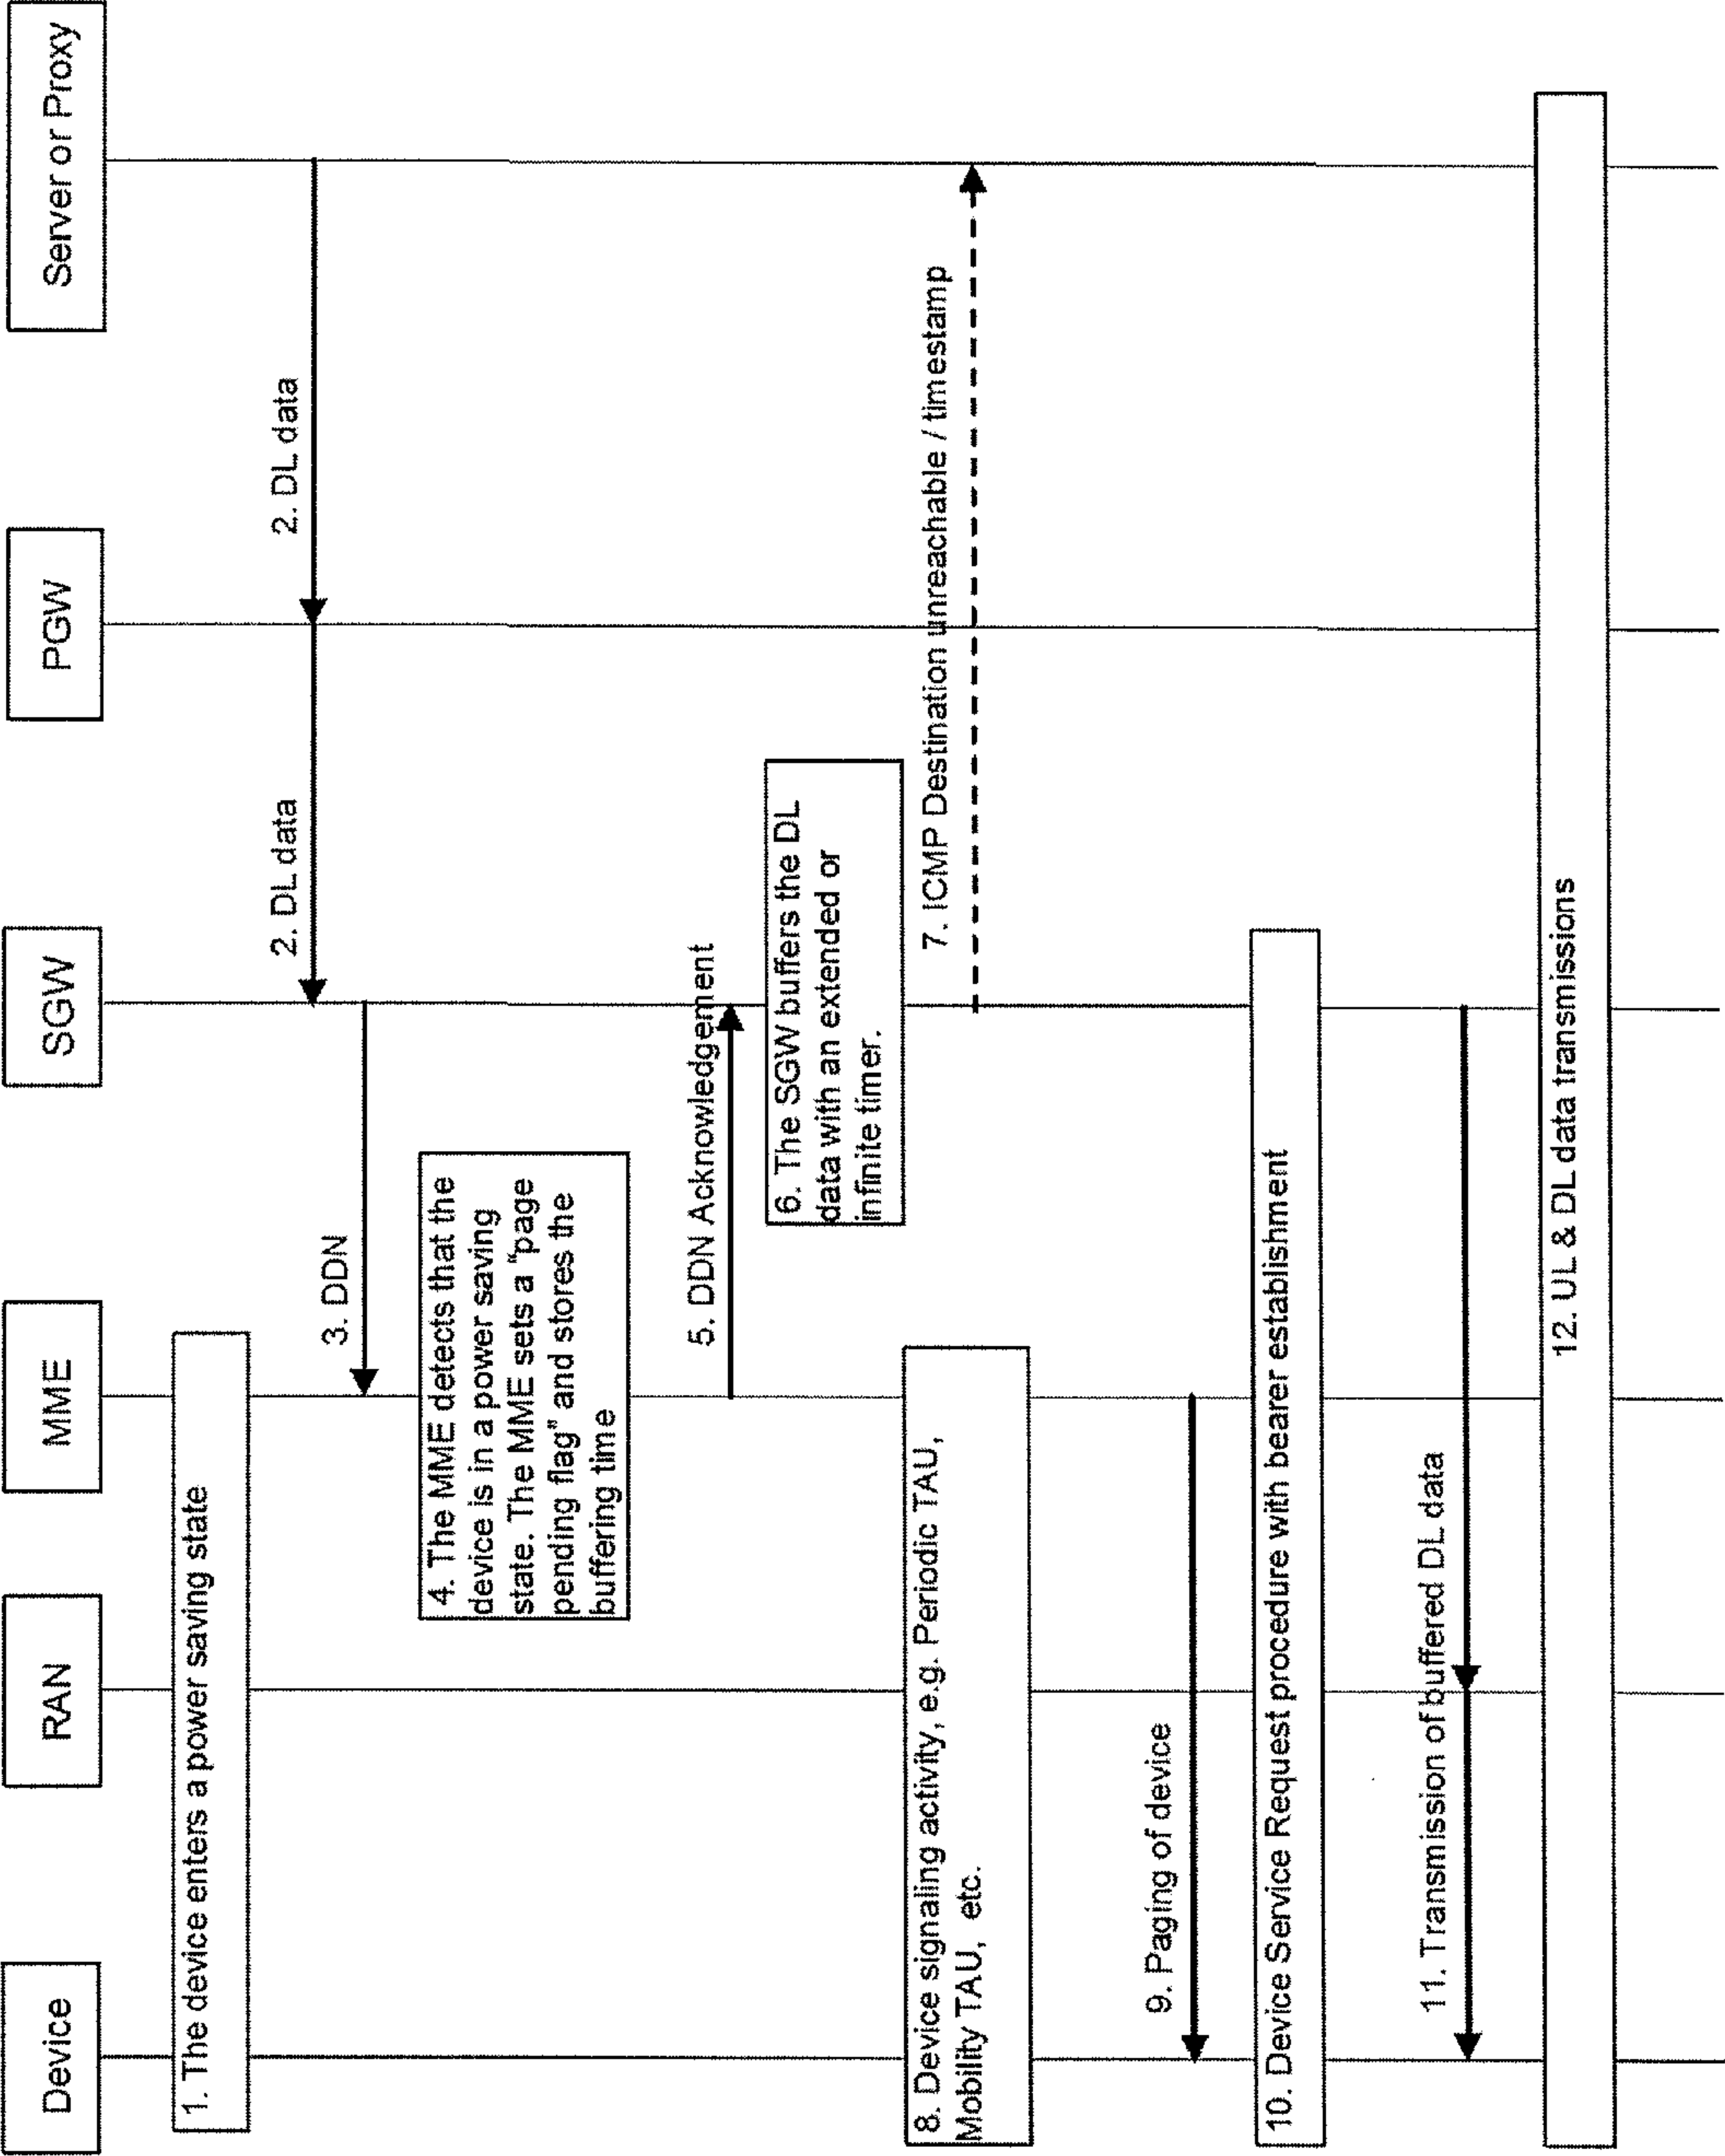 Device
RAN
MME
SGW
PGW
Server or Proxy
1. The device enters a power saving state
2. DL data
2. DL data
3. DDN
4. The MME detects that the
device is in a power saving
state. The MME sets a “page
pending flag” and stores the
buffering time
5. DDN Acknowledgement
6. The SGW buffers the DL
data with an extended or
infinite timer.
7. ICMP Destination unreachable / timestamp
8. Device signaling activity, e.g. Periodic TAU,
Mobility TAU, etc.
9. Paging of device
10. Device Service Request procedure with bearer establishment
11. Transmission of buffered DL data
12. UL & DL data transmissions